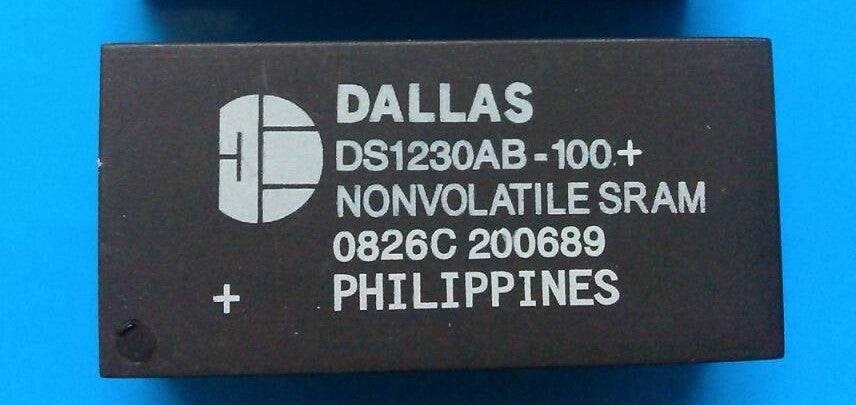 DALLAS
DS1230AB-100+
NONVOLATILE SRAM
0826C 200689
+ PHILIPPINES